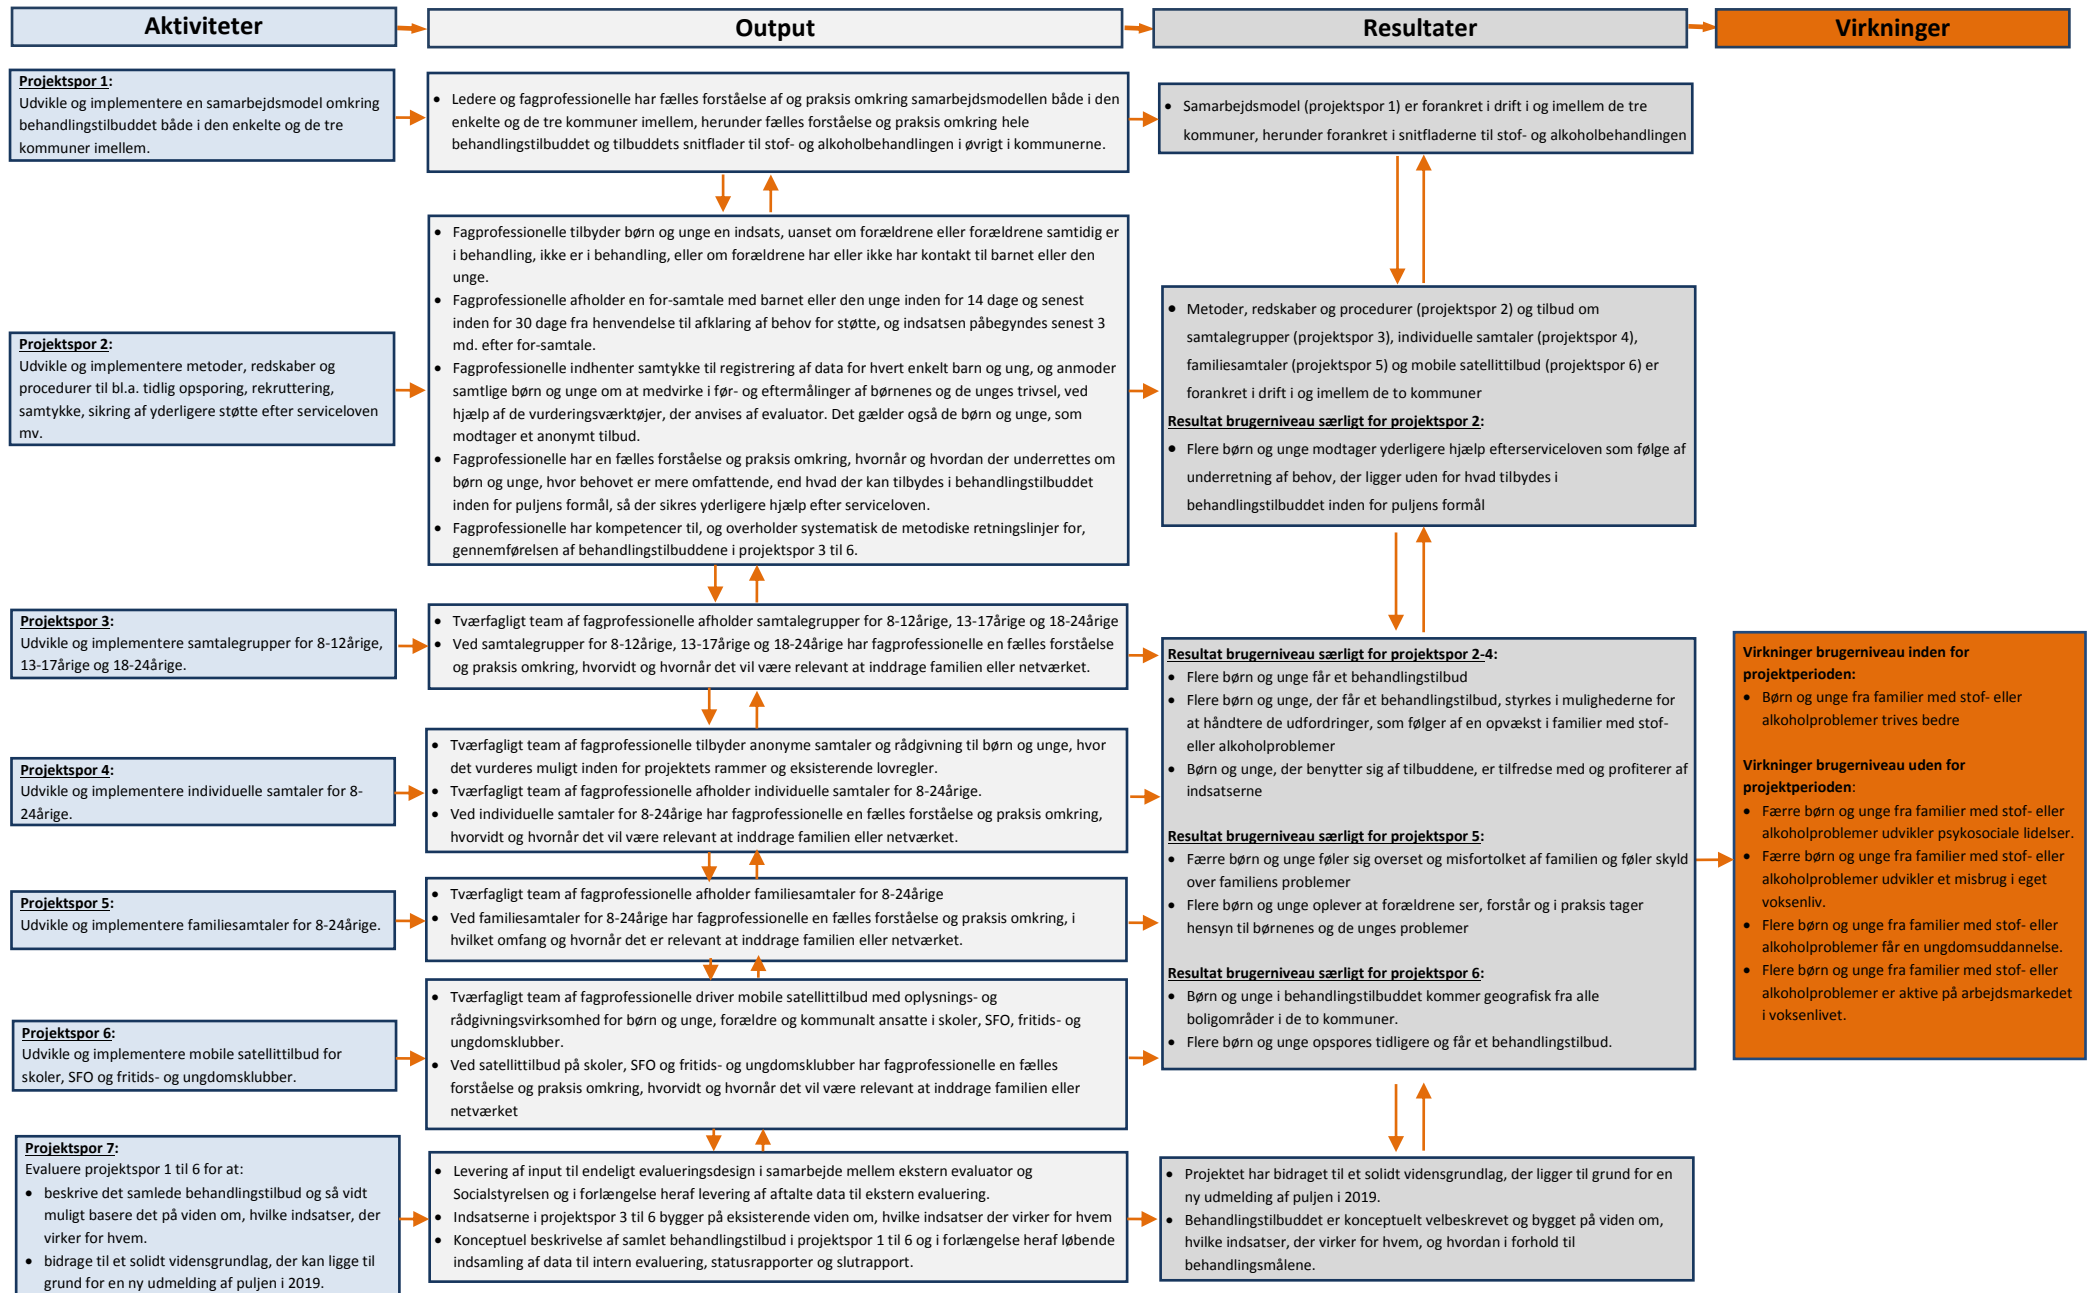 Aktiviteter
Output
Resultater
Virkninger
Projektspor 1:
Udvikle og implementere en samarbejdsmodel omkring
behandlingstilbuddet både i den enkelte og de tre
kommuner imellem.
• Ledere og fagprofessionelle har fælles forståelse af og praksis omkring samarbejdsmodellen både i den
enkelte og de tre kommuner imellem, herunder fælles forståelse og praksis omkring hele
behandlingstilbuddet og tilbuddets snitflader til stof- og alkoholbehandlingen i øvrigt i kommunerne.
• Samarbejdsmodel (projektspor 1) er forankret i drift i og imellem de tre
kommuner, herunder forankret i snitfladerne til stof- og alkoholbehandlingen
Projektspor 2:
Udvikle og implementere metoder, redskaber og
procedurer til bl.a. tidlig opsporing, rekruttering,
samtykke, sikring af yderligere støtte efter serviceloven
mv.
• Fagprofessionelle tilbyder børn og unge en indsats, uanset om forældrene eller forældrene samtidig er
i behandling, ikke er i behandling, eller om forældrene har eller ikke har kontakt til barnet eller den
unge.
• Fagprofessionelle afholder en for-samtale med barnet eller den unge inden for 14 dage og senest
inden for 30 dage fra henvendelse til afklaring af behov for støtte, og indsatsen påbegyndes senest 3
md. efter for-samtale.
• Fagprofessionelle indhenter samtykke til registrering af data for hvert enkelt barn og ung, og anmoder
samtlige børn og unge om at medvirke i før- og eftermålinger af børnenes og de unges trivsel, ved
hjælp af de vurderingsværktøjer, der anvises af evaluator. Det gælder også de børn og unge, som
modtager et anonymt tilbud.
• Fagprofessionelle har en fælles forståelse og praksis omkring, hvornår og hvordan der underrettes om
børn og unge, hvor behovet er mere omfattende, end hvad der kan tilbydes i behandlingstilbuddet
inden for puljens formål, så der sikres yderligere hjælp efter serviceloven.
• Fagprofessionelle har kompetencer til, og overholder systematisk de metodiske retningslinjer for,
gennemførelsen af behandlingstilbuddene i projektspor 3 til 6.
• Metoder, redskaber og procedurer (projektspor 2) og tilbud om
samtalegrupper (projektspor 3), individuelle samtaler (projektspor 4),
familiesamtaler (projektspor 5) og mobile satellittilbud (projektspor 6) er
forankret i drift i og imellem de to kommuner
Resultat brugerniveau særligt for projektspor 2:
• Flere børn og unge modtager yderligere hjælp efterserviceloven som følge af
underretning af behov, der ligger uden for hvad tilbydes i
behandlingstilbuddet inden for puljens formål
Projektspor 3:
Udvikle og implementere samtalegrupper for 8-12årige,
13-17årige og 18-24årige.
• Tværfagligt team af fagprofessionelle afholder samtalegrupper for 8-12årige, 13-17årige og 18-24årige
• Ved samtalegrupper for 8-12årige, 13-17årige og 18-24årige har fagprofessionelle en fælles forståelse
og praksis omkring, hvorvidt og hvornår det vil være relevant at inddrage familien eller netværket.
Projektspor 4:
Udvikle og implementere individuelle samtaler for 8-
24årige.
• Tværfagligt team af fagprofessionelle tilbyder anonyme samtaler og rådgivning til børn og unge, hvor
det vurderes muligt inden for projektets rammer og eksisterende lovregler.
• Tværfagligt team af fagprofessionelle afholder individuelle samtaler for 8-24årige.
• Ved individuelle samtaler for 8-24årige har fagprofessionelle en fælles forståelse og praksis omkring,
hvorvidt og hvornår det vil være relevant at inddrage familien eller netværket.
Projektspor 5:
Udvikle og implementere familiesamtaler for 8-24årige.
• Tværfagligt team af fagprofessionelle afholder familiesamtaler for 8-24årige
• Ved familiesamtaler for 8-24årige har fagprofessionelle en fælles forståelse og praksis omkring, i
hvilket omfang og hvornår det er relevant at inddrage familien eller netværket.
Projektspor 6:
Udvikle og implementere mobile satellittilbud for
skoler, SFO og fritids- og ungdomsklubber.
• Tværfagligt team af fagprofessionelle driver mobile satellittilbud med oplysnings- og
rådgivningsvirksomhed for børn og unge, forældre og kommunalt ansatte i skoler, SFO, fritids- og
ungdomsklubber.
• Ved satellittilbud på skoler, SFO og fritids- og ungdomsklubber har fagprofessionelle en fælles
forståelse og praksis omkring, hvorvidt og hvornår det vil være relevant at inddrage familien eller
netværket
Resultat brugerniveau særligt for projektspor 2-4:
• Flere børn og unge får et behandlingstilbud
• Flere børn og unge, der får et behandlingstilbud, styrkes i mulighederne for
at håndtere de udfordringer, som følger af en opvækst i familier med stof-
eller alkoholproblemer
• Børn og unge, der benytter sig af tilbuddene, er tilfredse med og profiterer af
indsatserne
Resultat brugerniveau særligt for projektspor 5:
• Færre børn og unge føler sig overset og misfortolket af familien og føler skyld
over familiens problemer
• Flere børn og unge oplever at forældrene ser, forstår og i praksis tager
hensyn til børnenes og de unges problemer
Resultat brugerniveau særligt for projektspor 6:
• Børn og unge i behandlingstilbuddet kommer geografisk fra alle
boligområder i de to kommuner.
• Flere børn og unge opspores tidligere og får et behandlingstilbud.
Virkninger brugerniveau inden for
projektperioden:
• Børn og unge fra familier med stof- eller
alkoholproblemer trives bedre
Virkninger brugerniveau uden for
projektperioden:
• Færre børn og unge fra familier med stof- eller
alkoholproblemer udvikler psykosociale lidelser.
• Færre børn og unge fra familier med stof- eller
alkoholproblemer udvikler et misbrug i eget
voksenliv.
• Flere børn og unge fra familier med stof- eller
alkoholproblemer får en ungdomsuddannelse.
• Flere børn og unge fra familier med stof- eller
alkoholproblemer er aktive på arbejdsmarkedet
i voksenlivet.
Projektspor 7:
Evaluere projektspor 1 til 6 for at:
• beskrive det samlede behandlingstilbud og så vidt
muligt basere det på viden om, hvilke indsatser, der
virker for hvem.
• bidrage til et solidt vidensgrundlag, der kan ligge til
grund for en ny udmelding af puljen i 2019.
• Levering af input til endeligt evalueringsdesign i samarbejde mellem ekstern evaluator og
Socialstyrelsen og i forlængelse heraf levering af aftalte data til ekstern evaluering.
• Indsatserne i projektspor 3 til 6 bygger på eksisterende viden om, hvilke indsatser der virker for hvem
• Konceptuel beskrivelse af samlet behandlingstilbud i projektspor 1 til 6 og i forlængelse heraf løbende
indsamling af data til intern evaluering, statusrapporter og slutrapport.
• Projektet har bidraget til et solidt vidensgrundlag, der ligger til grund for en
ny udmelding af puljen i 2019.
• Behandlingstilbuddet er konceptuelt velbeskrevet og bygget på viden om,
hvilke indsatser, der virker for hvem, og hvordan i forhold til
behandlingsmålene.